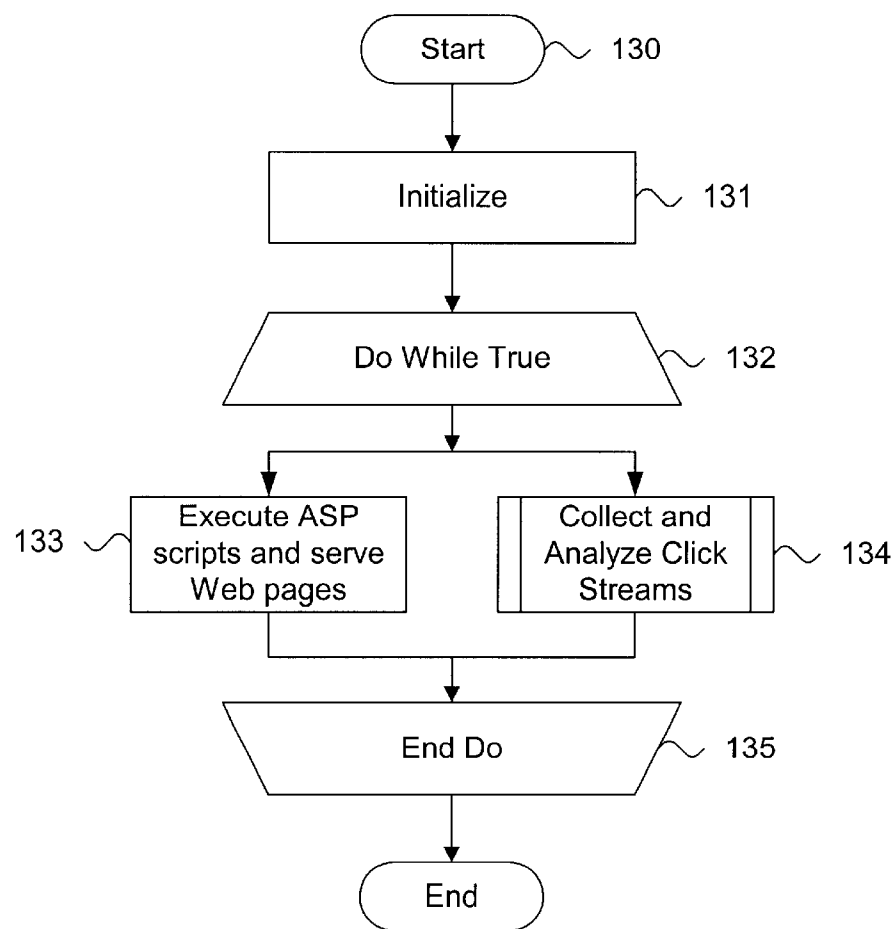 Start
130
Initialize
131
Do While True
132
133
Execute ASP
scripts and serve
Web pages
Collect and
Analyze Click
Streams
134
End Do
135
End